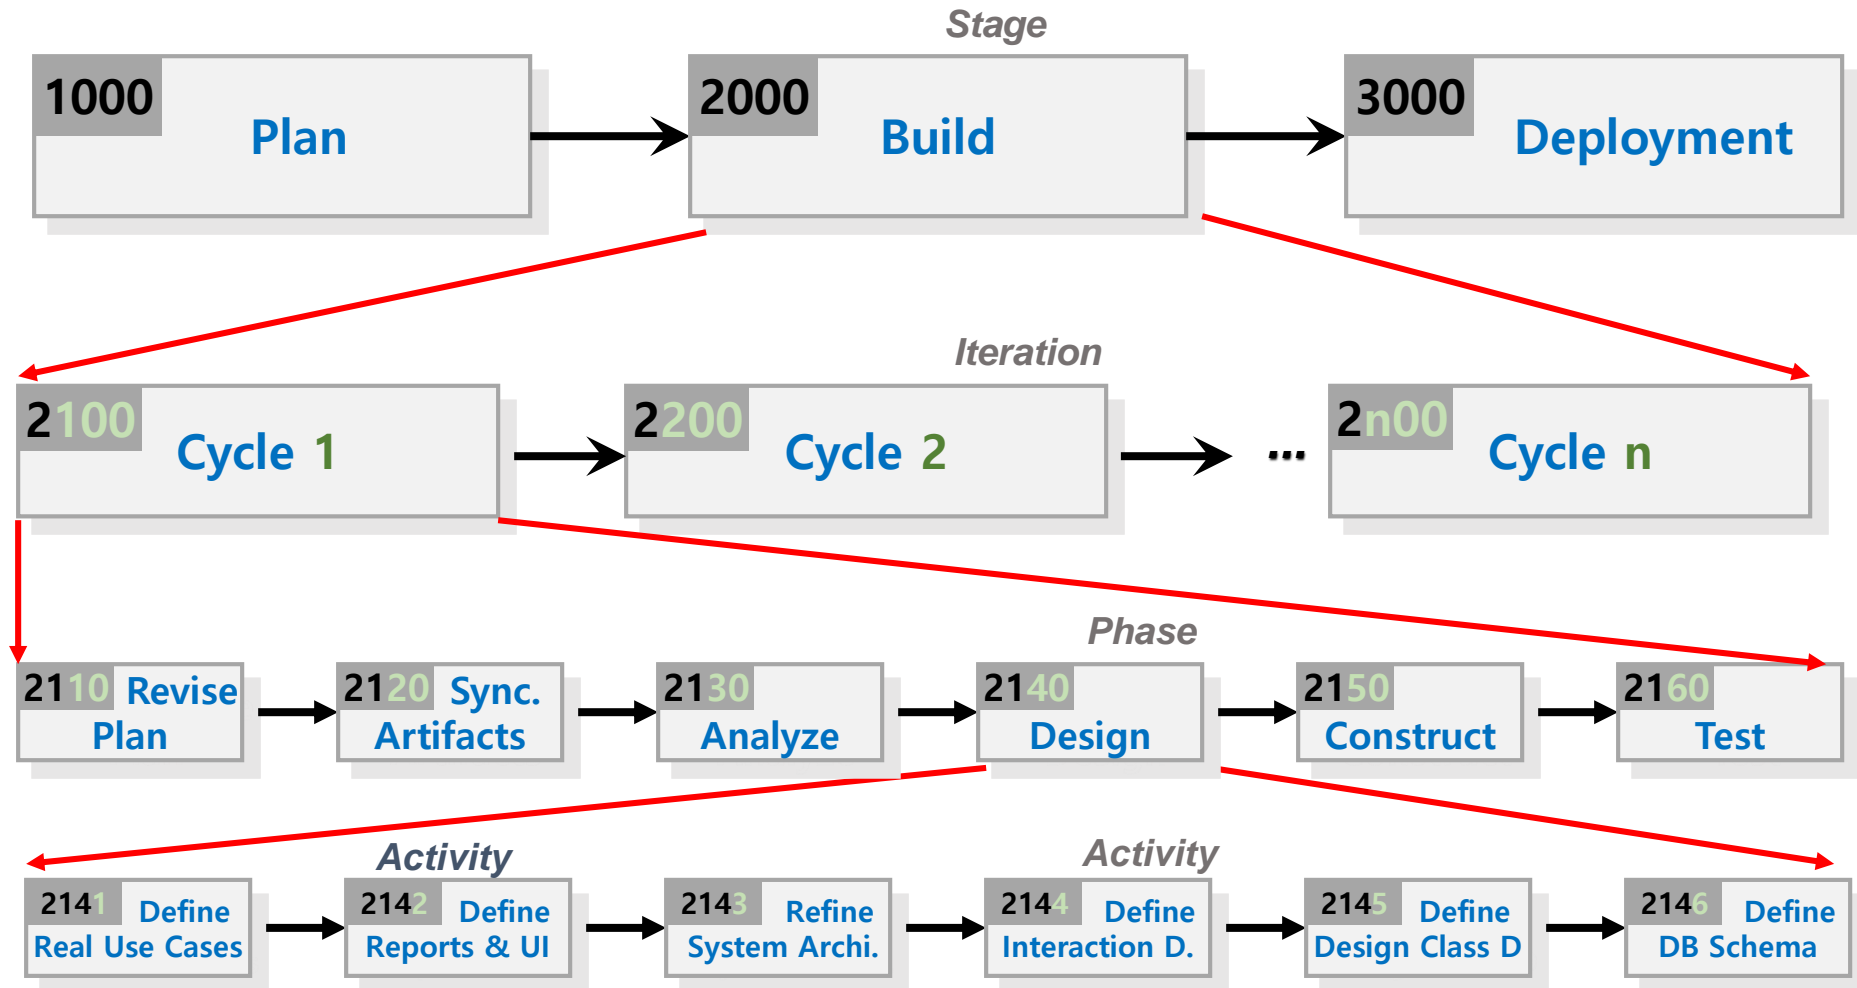 Stage
1000
Plan
2000
Build
3000
Deployment
Iteration
2100
Cycle 1
2200
Cycle 2
...
2n00
Cycle n
Phase
2110 Revise
Plan
2120 Sync.
Artifacts
2130
Analyze
2140
Design
2150
Construct
2160
Test
Activity
Activity
2141 Define
Real Use Cases
2142 Define
Reports & UI
2143 Refine
System Archi.
2144 Define
Interaction D.
2145 Define
Design Class D
2146 Define
DB Schema